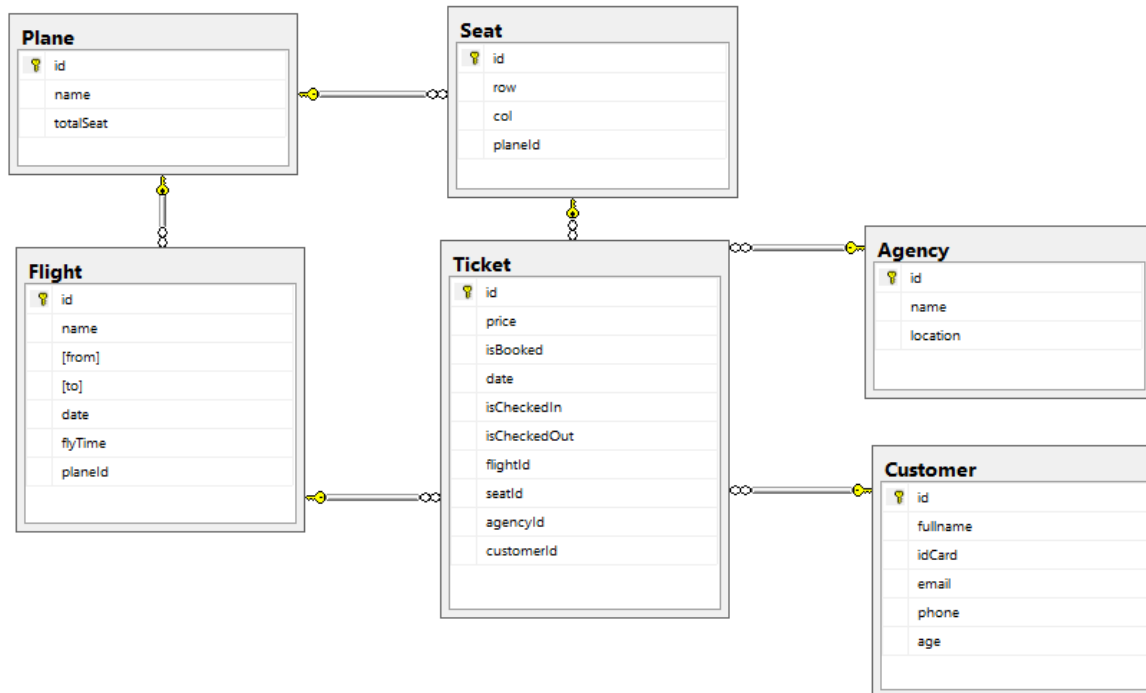 Plane
id
name
totalSeat
Seat
id
row
col
planeId
Flight
id
name
[from]
[to]
date
flyTime
planeId
Ticket
id
price
isBooked
date
isCheckedIn
isCheckedOut
flightId
seatId
agencyId
customerId
Agency
id
name
location
Customer
id
fullname
idCard
email
phone
age